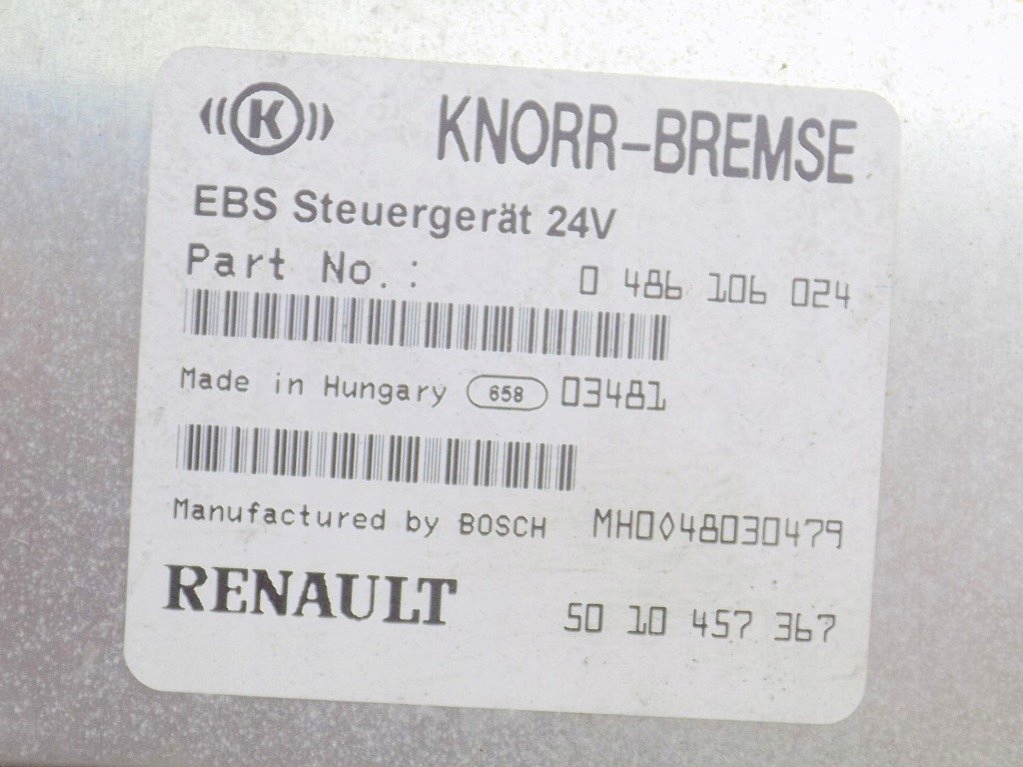 K KNORR-BREMSE
EBS Steuergerät 24V
Part No.: 0 486 106 024
Made in Hungary 658 03481
Manufactured by BOSCH MH0048030479
RENAULT 50 10 457 367